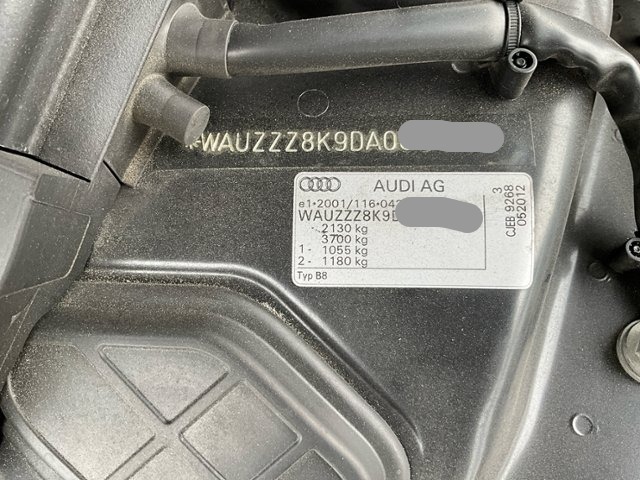 *WAUZZZ8K9DA0
AUDI AG
e1*2001/116*04
WAUZZZ8K9D
- 2130 kg
3700 kg
1- 1055 kg
2- 1180 kg
Typ B8
3
CJEB 9268
052012